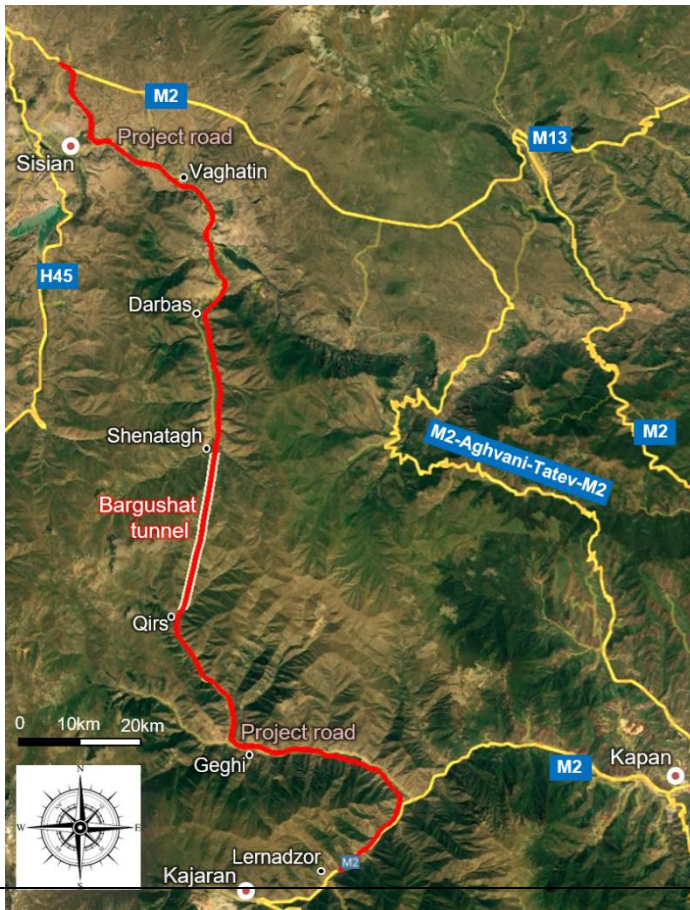 M2
M13
Project road
Sisian
Vaghatin
H45
Darbas
M2-Aghvani-Tatev-M2
M2
Shenatagh
Bargushat
tunnel
Qirs
0 10km 20km
Project road
Geghi
M2
Kapan
N
W E
S
Lernadzor
M2
Kajaran